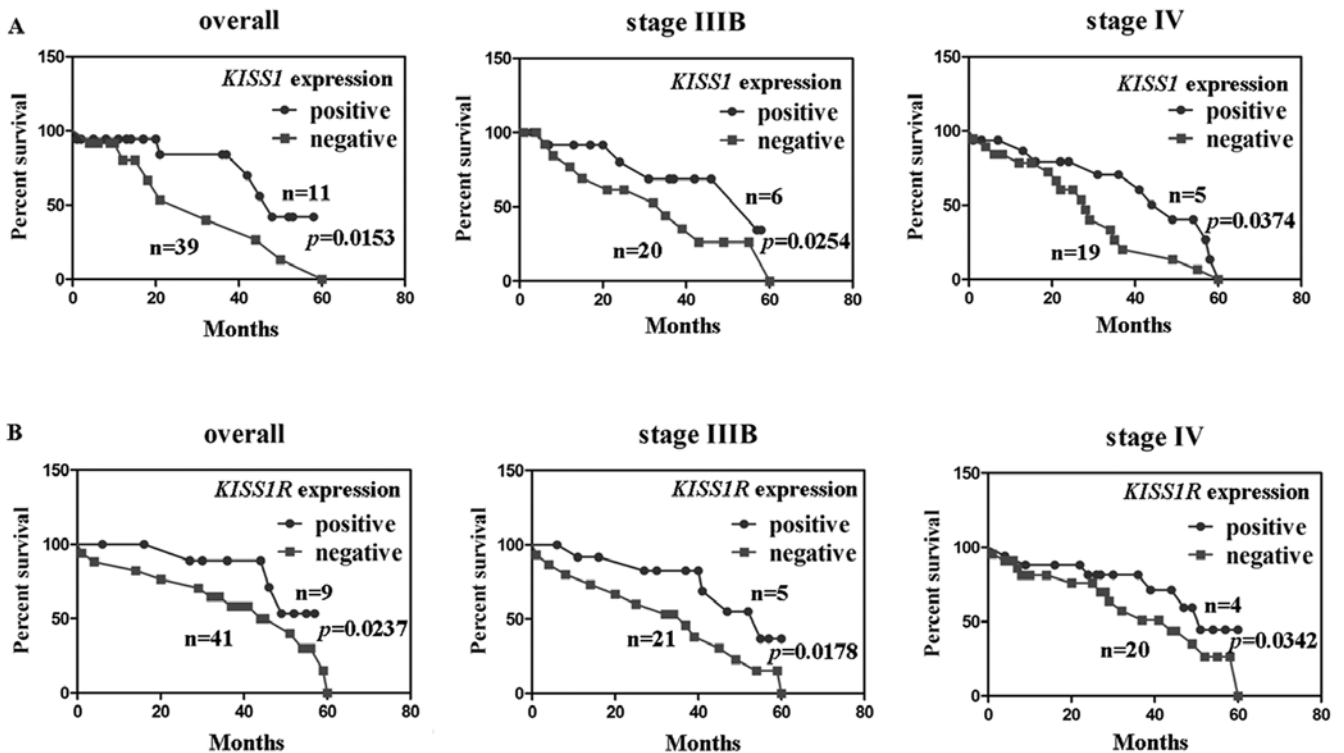 A
overall
stage IIIB
stage IV
150
100
50
0
0
20
40
60
80
Percent survival
Months
KISS1 expression
positive
negative
n=11
p=0.0153
n=39
150
100
50
0
0
20
40
60
80
Percent survival
Months
KISS1 expression
positive
negative
n=6
p=0.0254
n=20
150
100
50
0
0
20
40
60
80
Percent survival
Months
KISS1 expression
positive
negative
n=5
p=0.0374
n=19
B
overall
stage IIIB
stage IV
150
100
50
0
0
20
40
60
80
Percent survival
Months
KISS1R expression
positive
negative
n=9
p=0.0237
n=41
150
100
50
0
0
20
40
60
80
Percent survival
Months
KISS1R expression
positive
negative
n=5
p=0.0178
n=21
150
100
50
0
0
20
40
60
80
Percent survival
Months
KISS1R expression
positive
negative
n=4
p=0.0342
n=20